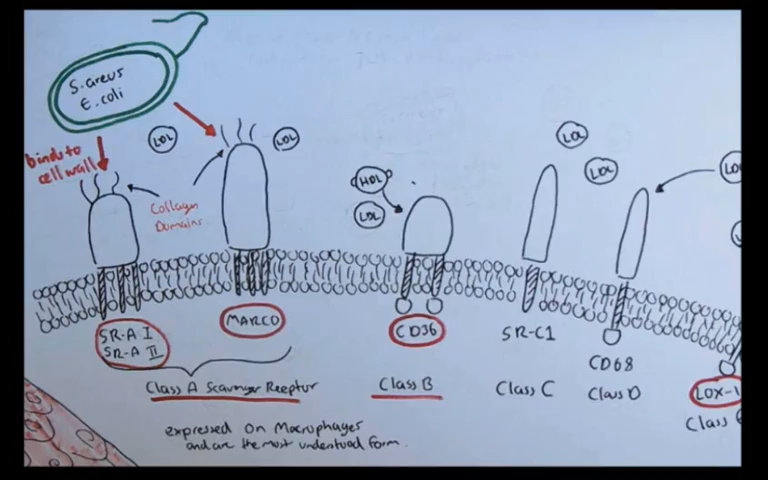 S. areus
E. coli
binds to
cell wall
LDL
LDL
Collagen
Domains
HDL
LDL
LDL
LDL
SR-A I
SR-A II
MARCO
CD36
SR-C1
CD68
LOX-1
Class A Scavenger Receptor
Class B
Class C
Class D
Class
expressed on Macrophages
and are the most understood form.